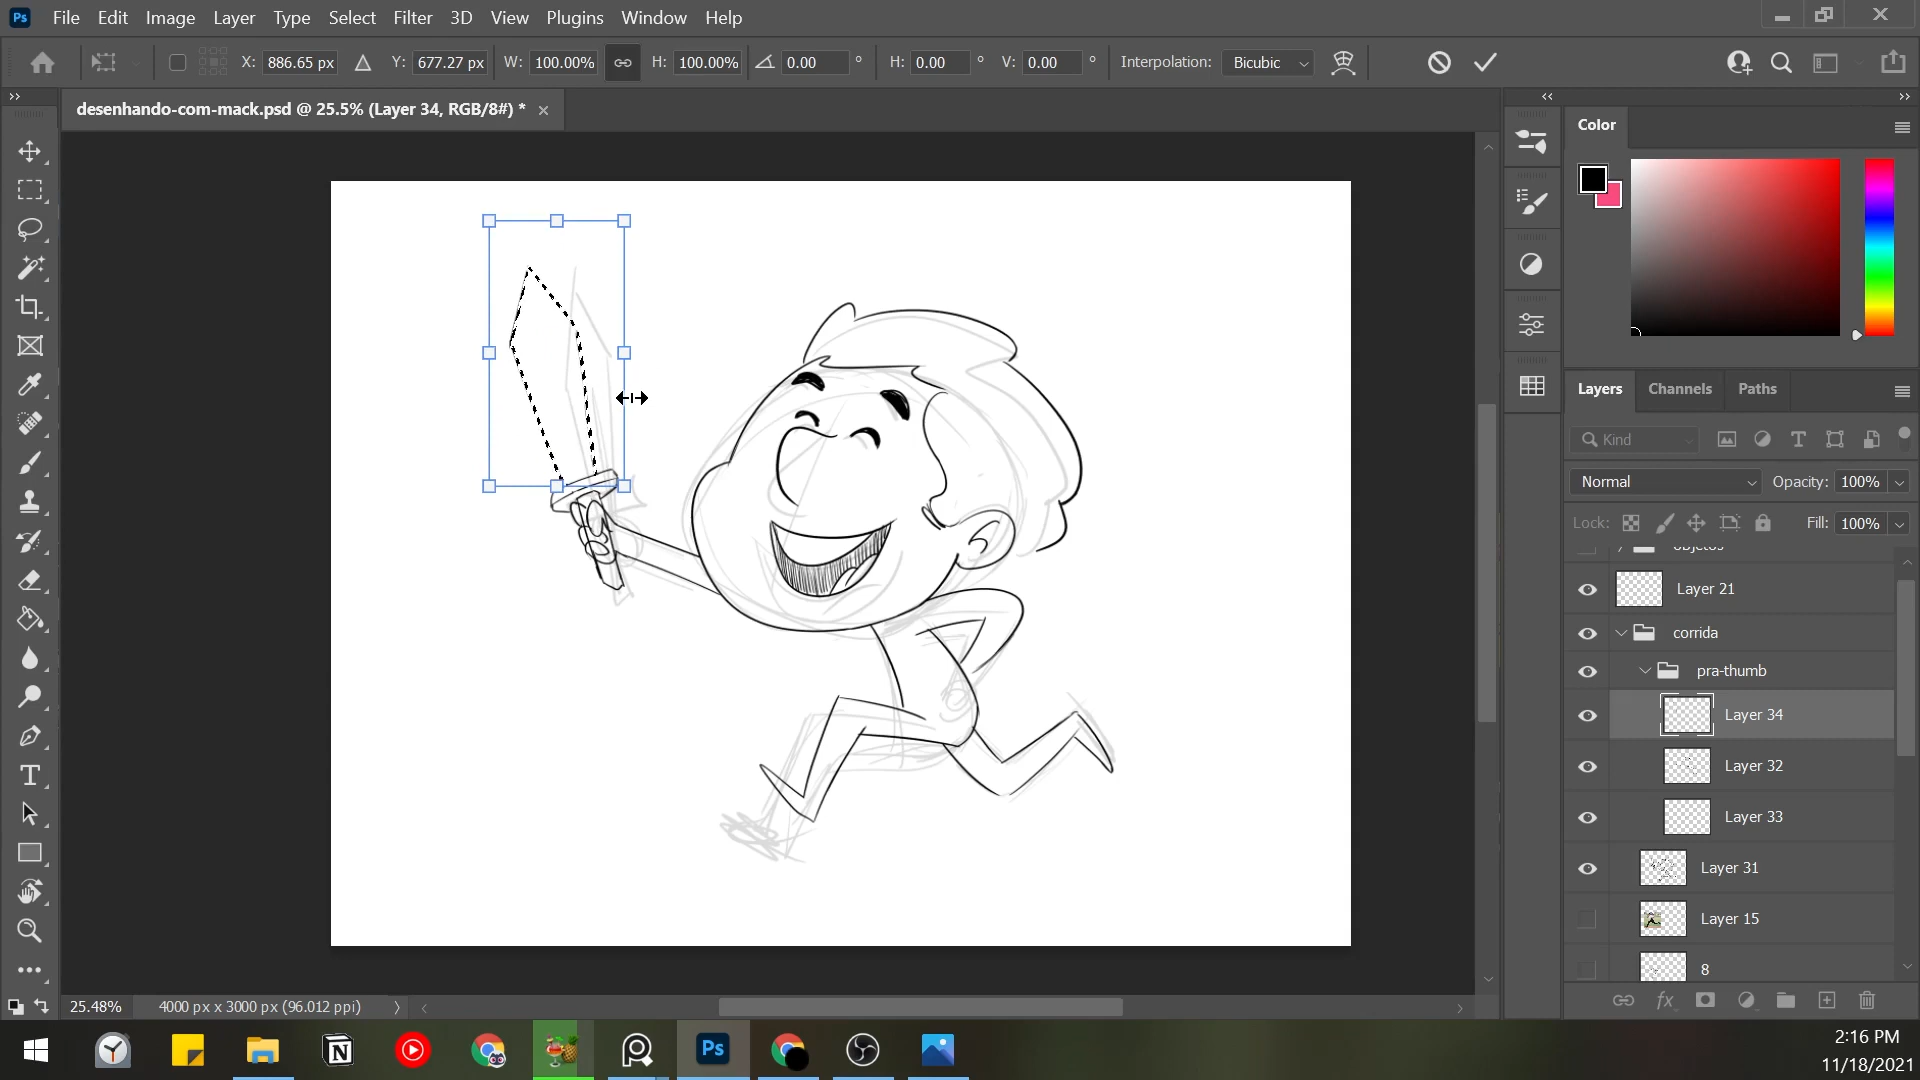 Ps File Edit Image Layer Type Select Filter 3D View Plugins Window Help
X: 886.65 px Y: 677.27 px W: 100.00% H: 100.00% 0.00 ° H: 0.00 ° V: 0.00 ° Interpolation: Bicubic
desenhando-com-mack.psd @ 25.5% (Layer 34, RGB/8#) *
Color
Layers Channels Paths
Kind
Normal Opacity: 100%
Lock: Fill: 100%
objetos
Layer 21
corrida
pra-thumb
Layer 34
Layer 32
Layer 33
Layer 31
Layer 15
8
fx
25.48% 4000 px x 3000 px (96.012 ppi)
Ps
2:16 PM
11/18/2021